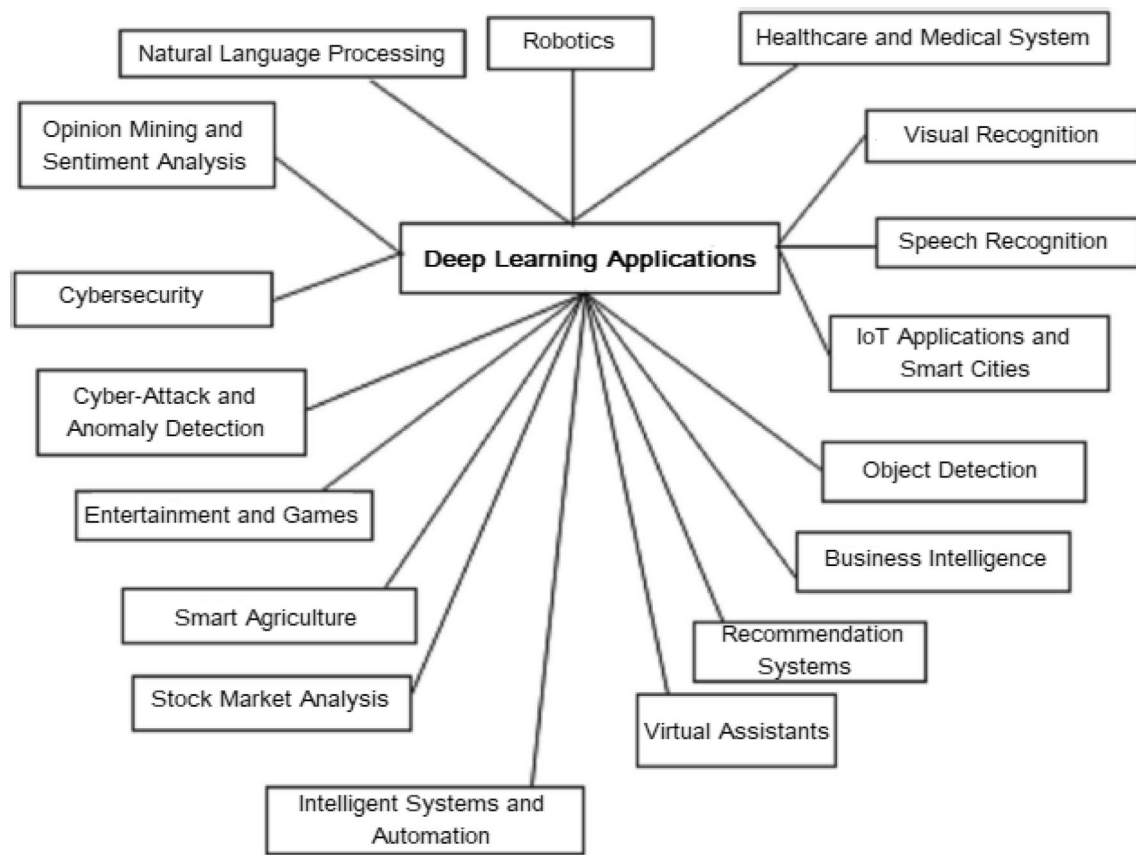 Natural Language Processing
Robotics
Healthcare and Medical System
Opinion Mining and
Sentiment Analysis
Visual Recognition
Deep Learning Applications
Speech Recognition
Cybersecurity
IoT Applications and
Smart Cities
Cyber-Attack and
Anomaly Detection
Object Detection
Entertainment and Games
Business Intelligence
Smart Agriculture
Recommendation
Systems
Stock Market Analysis
Virtual Assistants
Intelligent Systems and
Automation